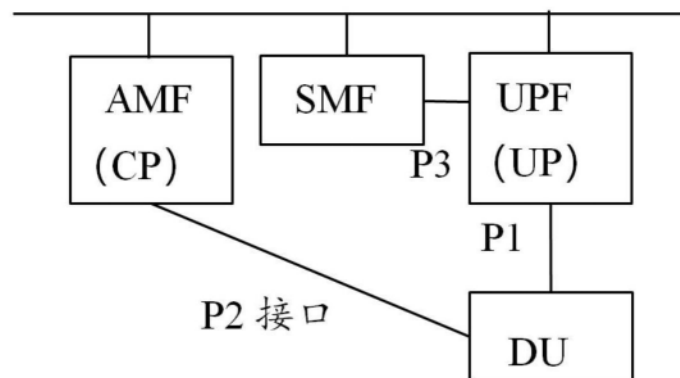 AMF
(CP)
SMF
UPF
(UP)
P3
P1
P2 接口
DU